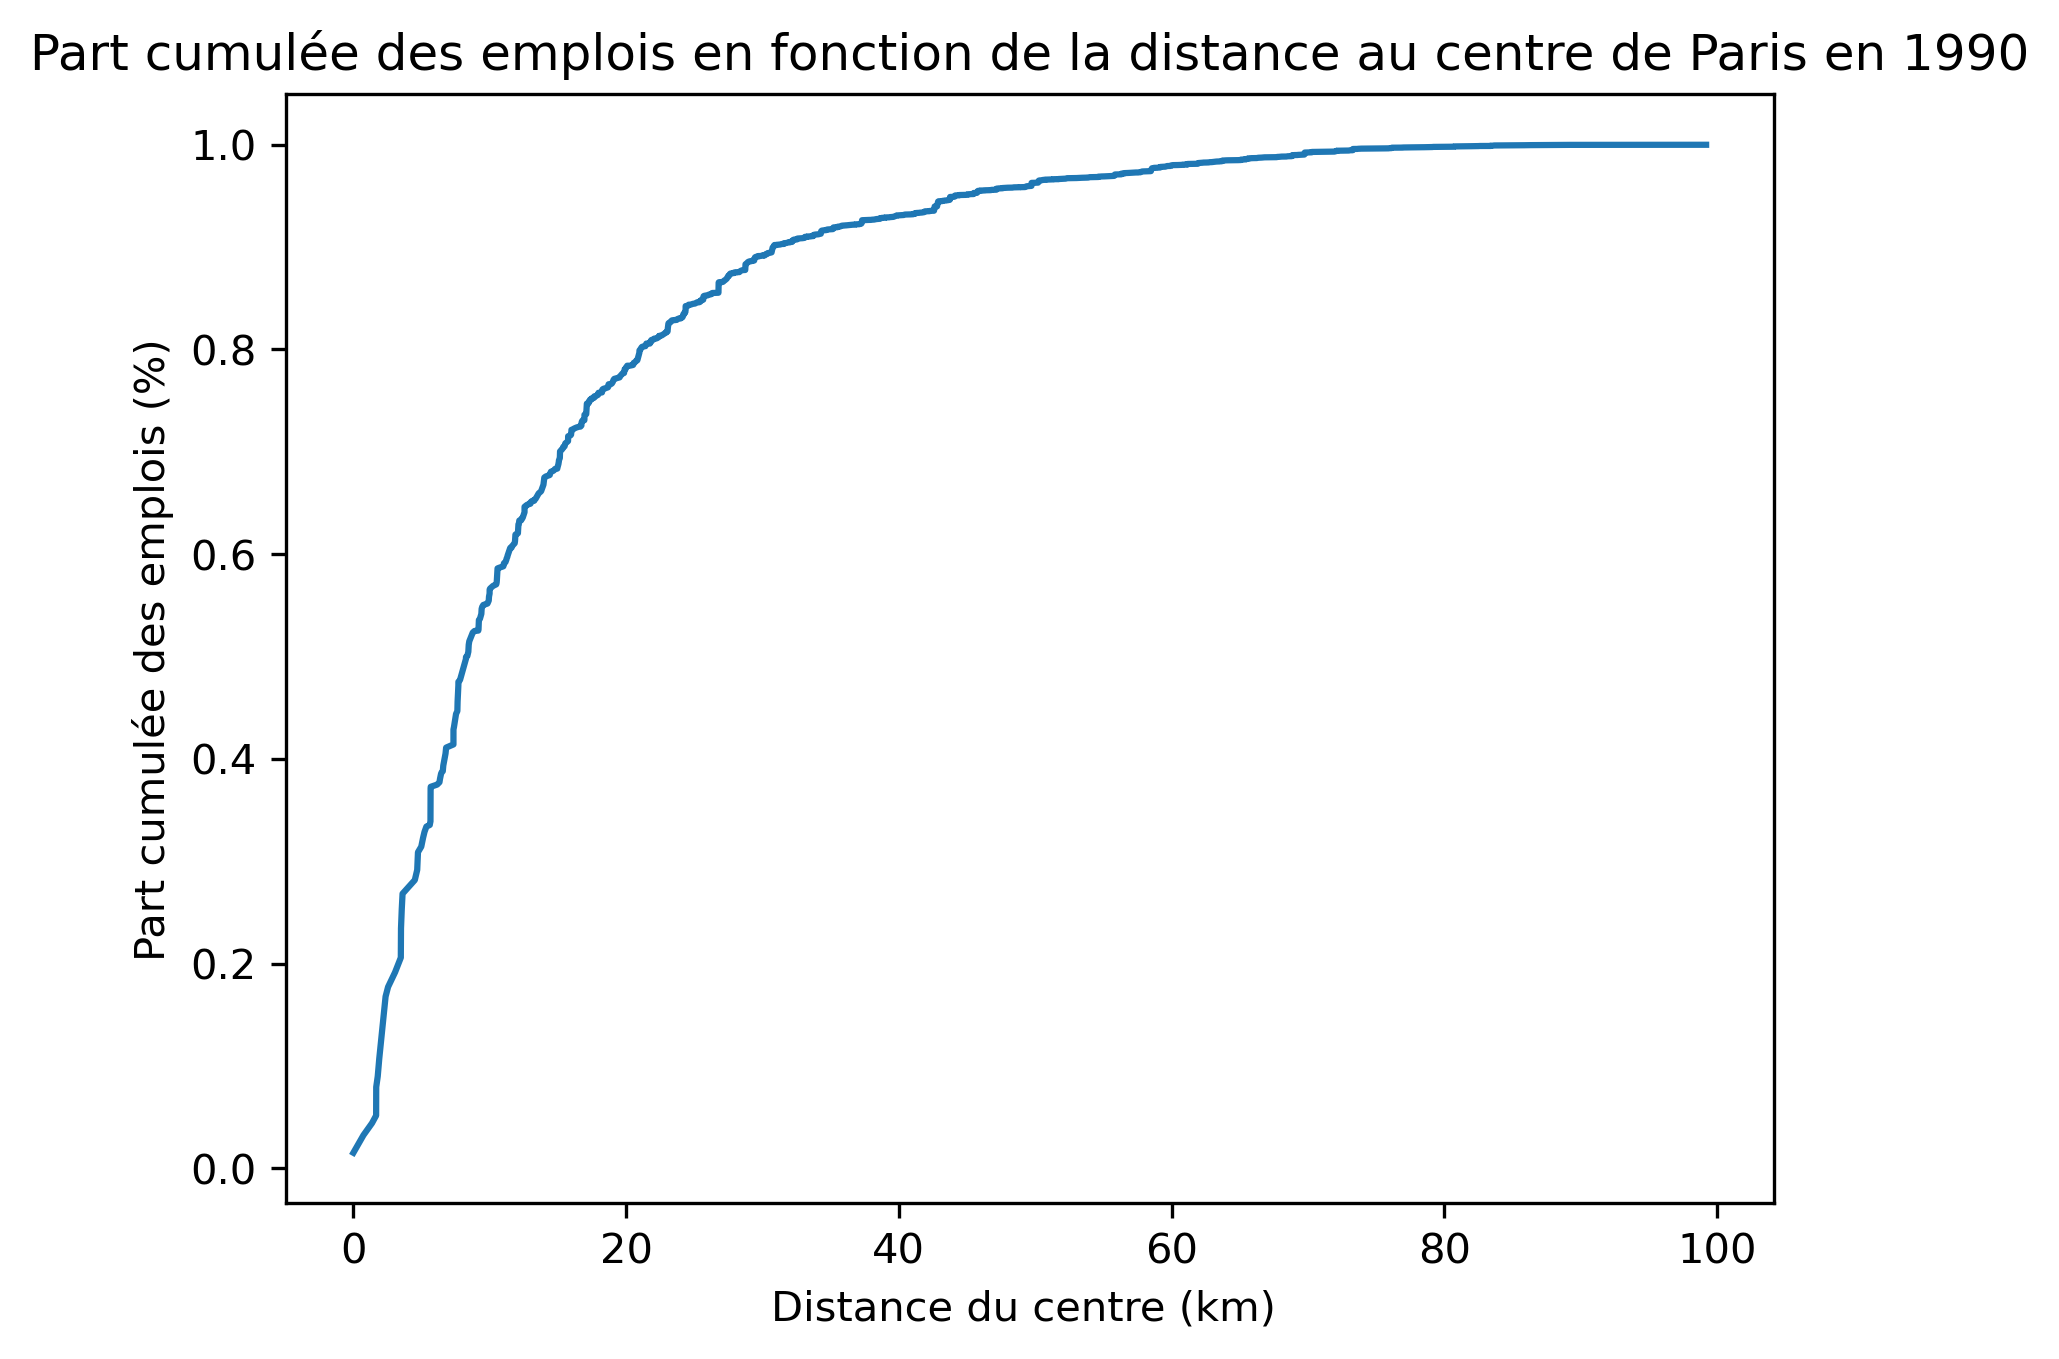 Part cumulée des emplois en fonction de la distance au centre de Paris en 1990
Part cumulée des emplois (%)
1.0
0.8
0.6
0.4
0.2
0.0
0 20 40 60 80 100
Distance du centre (km)